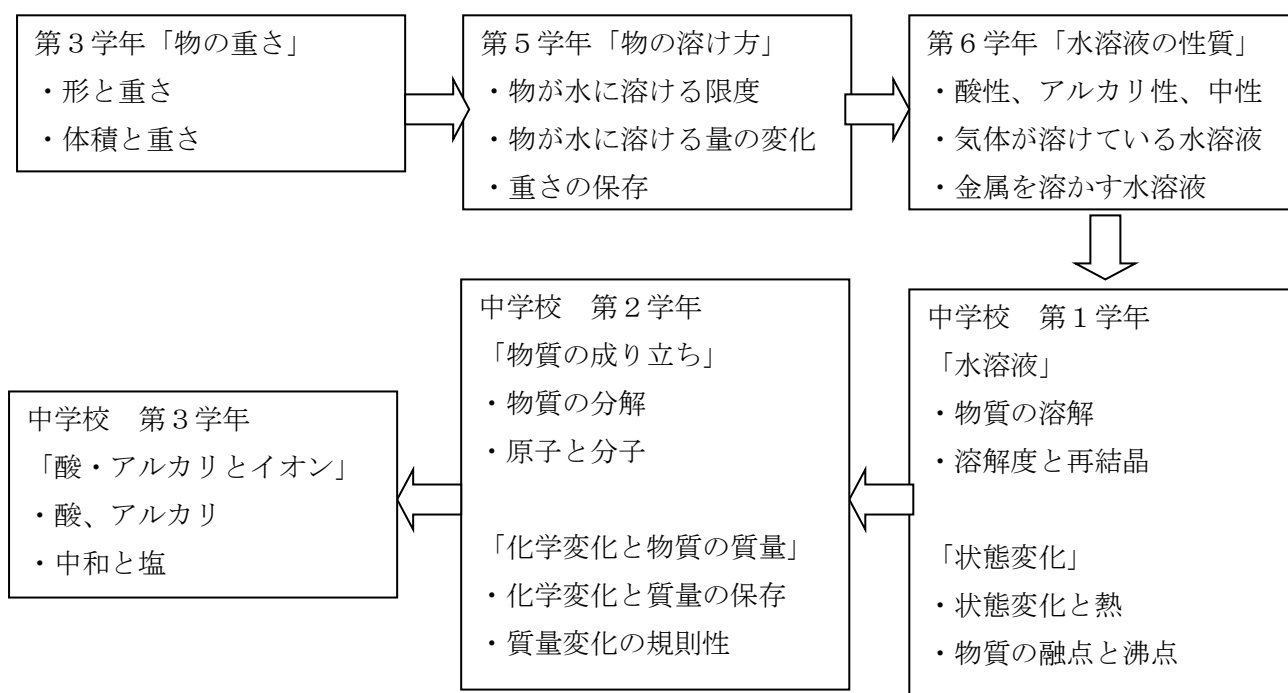 第３学年「物の重さ」
・形と重さ
・体積と重さ
第５学年「物の溶け方」
・物が水に溶ける限度
・物が水に溶ける量の変化
・重さの保存
第６学年「水溶液の性質」
・酸性、アルカリ性、中性
・気体が溶けている水溶液
・金属を溶かす水溶液
中学校　第１学年
「水溶液」
・物質の溶解
・溶解度と再結晶
「状態変化」
・状態変化と熱
・物質の融点と沸点
中学校　第２学年
「物質の成り立ち」
・物質の分解
・原子と分子
「化学変化と物質の質量」
・化学変化と質量の保存
・質量変化の規則性
中学校　第３学年
「酸・アルカリとイオン」
・酸、アルカリ
・中和と塩